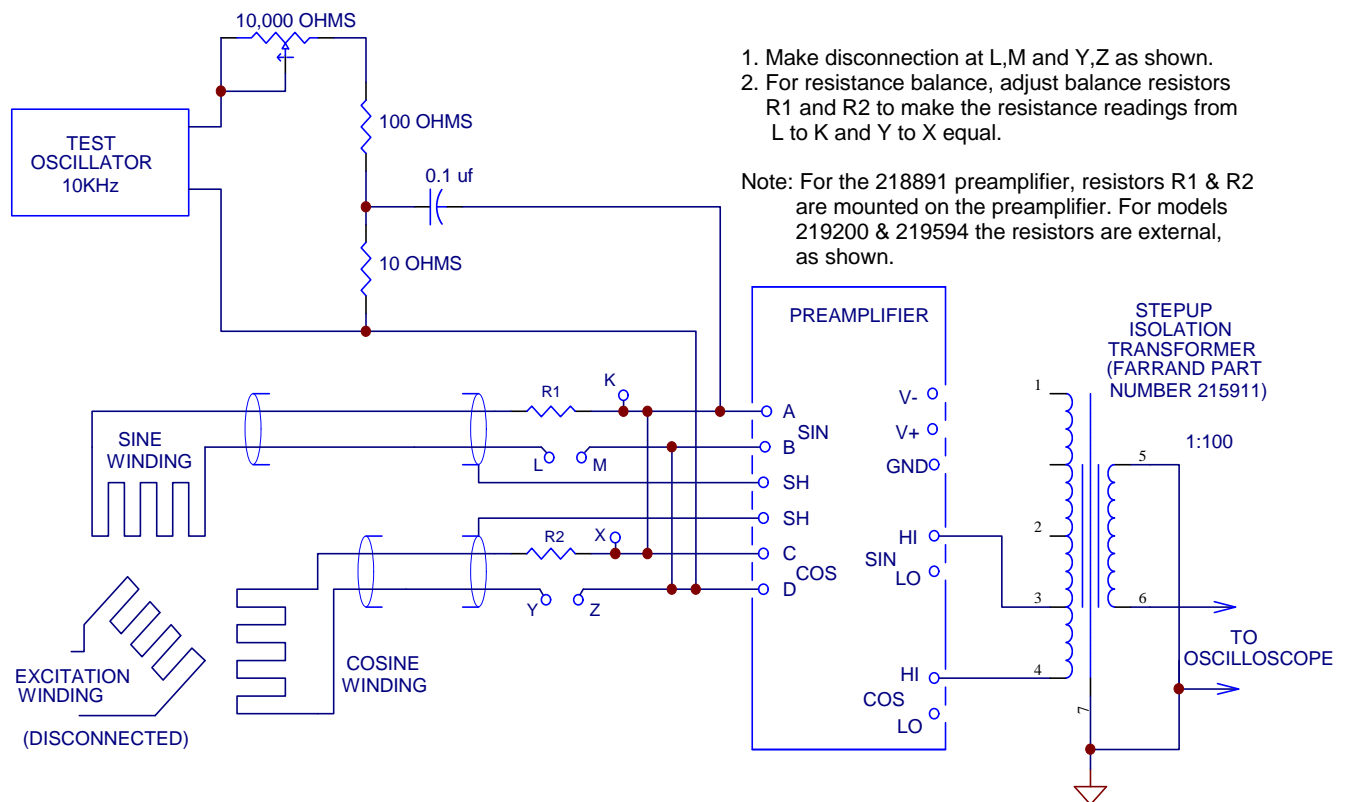 10,000 OHMS
1. Make disconnection at L,M and Y,Z as shown.
2. For resistance balance, adjust balance resistors
R1 and R2 to make the resistance readings from
L to K and Y to X equal.
Note: For the 218891 preamplifier, resistors R1 & R2
are mounted on the preamplifier. For models
219200 & 219594 the resistors are external,
as shown.
TEST
OSCILLATOR
10KHz
100 OHMS
0.1 uf
10 OHMS
PREAMPLIFIER
STEPUP
ISOLATION
TRANSFORMER
(FARRAND PART
NUMBER 215911)
1:100
SINE
WINDING
R1
K
L
M
A
SIN
B
SH
SH
C
COS
D
R2
X
Y
Z
V-
V+
GND
HI
SIN
LO
HI
COS
LO
1
2
3
4
5
6
7
TO
OSCILLOSCOPE
EXCITATION
WINDING
(DISCONNECTED)
COSINE
WINDING